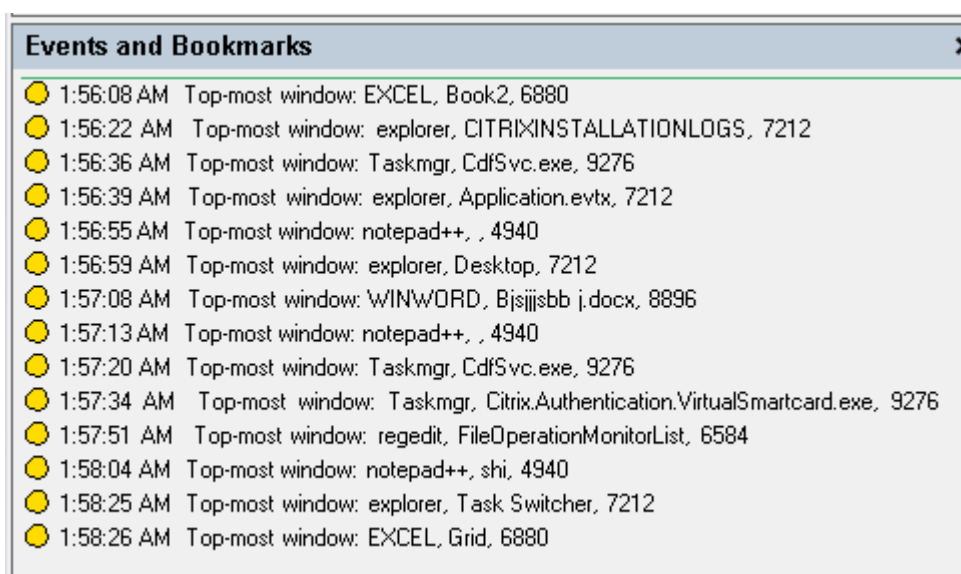 Events and Bookmarks
1:56:08 AM Top-most window: EXCEL, Book2, 6880
1:56:22 AM Top-most window: explorer, CITRIXINSTALLATIONLOGS, 7212
1:56:36 AM Top-most window: Taskmgr, CdfSvc.exe, 9276
1:56:39 AM Top-most window: explorer, Application.evtx, 7212
1:56:55 AM Top-most window: notepad++, , 4940
1:56:59 AM Top-most window: explorer, Desktop, 7212
1:57:08 AM Top-most window: WINWORD, Bjsjjjsbb j.docx, 8896
1:57:13 AM Top-most window: notepad++, , 4940
1:57:20 AM Top-most window: Taskmgr, CdfSvc.exe, 9276
1:57:34 AM Top-most window: Taskmgr, Citrix.Authentication.VirtualSmartcard.exe, 9276
1:57:51 AM Top-most window: regedit, FileOperationMonitorList, 6584
1:58:04 AM Top-most window: notepad++, shi, 4940
1:58:25 AM Top-most window: explorer, Task Switcher, 7212
1:58:26 AM Top-most window: EXCEL, Grid, 6880